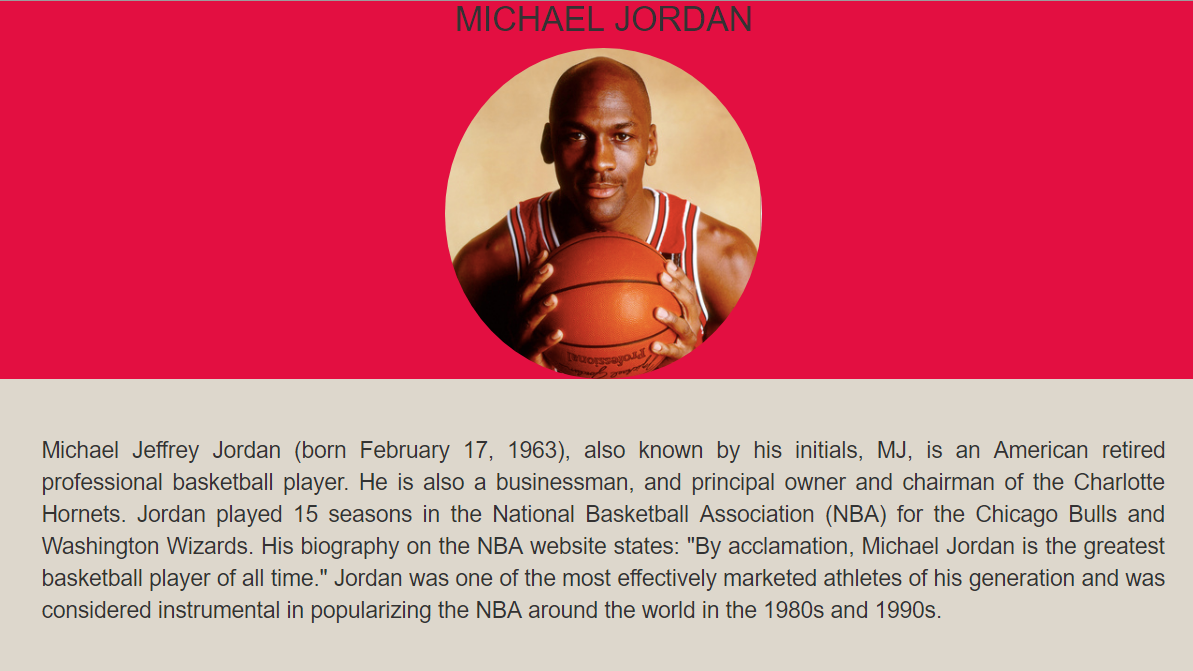 MICHAEL JORDAN
Professional
Michael Jeffrey Jordan (born February 17, 1963), also known by his initials, MJ, is an American retired
professional basketball player. He is also a businessman, and principal owner and chairman of the Charlotte
Hornets. Jordan played 15 seasons in the National Basketball Association (NBA) for the Chicago Bulls and
Washington Wizards. His biography on the NBA website states: "By acclamation, Michael Jordan is the greatest
basketball player of all time." Jordan was one of the most effectively marketed athletes of his generation and was
considered instrumental in popularizing the NBA around the world in the 1980s and 1990s.